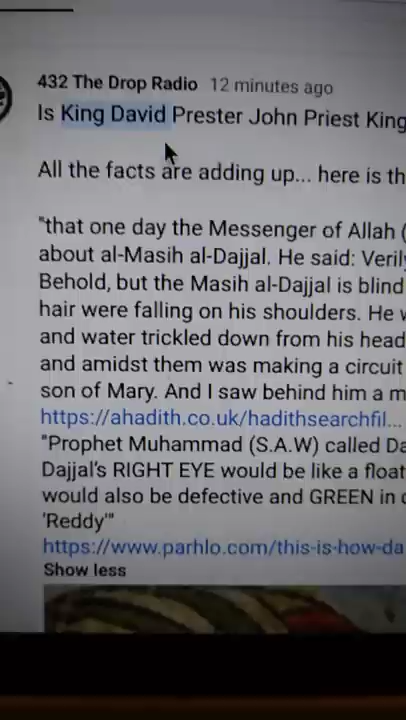 432 The Drop Radio 12 minutes ago
Is King David Prester John Priest King
All the facts are adding up... here is th
"that one day the Messenger of Allah (
about al-Masih al-Dajjal. He said: Verily
Behold, but the Masih al-Dajjal is blind
hair were falling on his shoulders. He w
and water trickled down from his head
and amidst them was making a circuit
son of Mary. And I saw behind him a m
https://ahadith.co.uk/hadithsearchfil...
"Prophet Muhammad (S.A.W) called Da
Dajjal's RIGHT EYE would be like a float
would also be defective and GREEN in c
'Reddy'"
https://www.parhlo.com/this-is-how-da
Show less